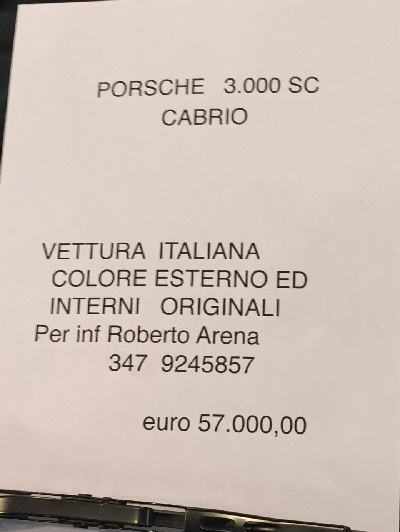 PORSCHE 3.000 SC
CABRIO
VETTURA ITALIANA
COLORE ESTERNO ED
INTERNI ORIGINALI
Per inf Roberto Arena
347 9245857
euro 57.000,00